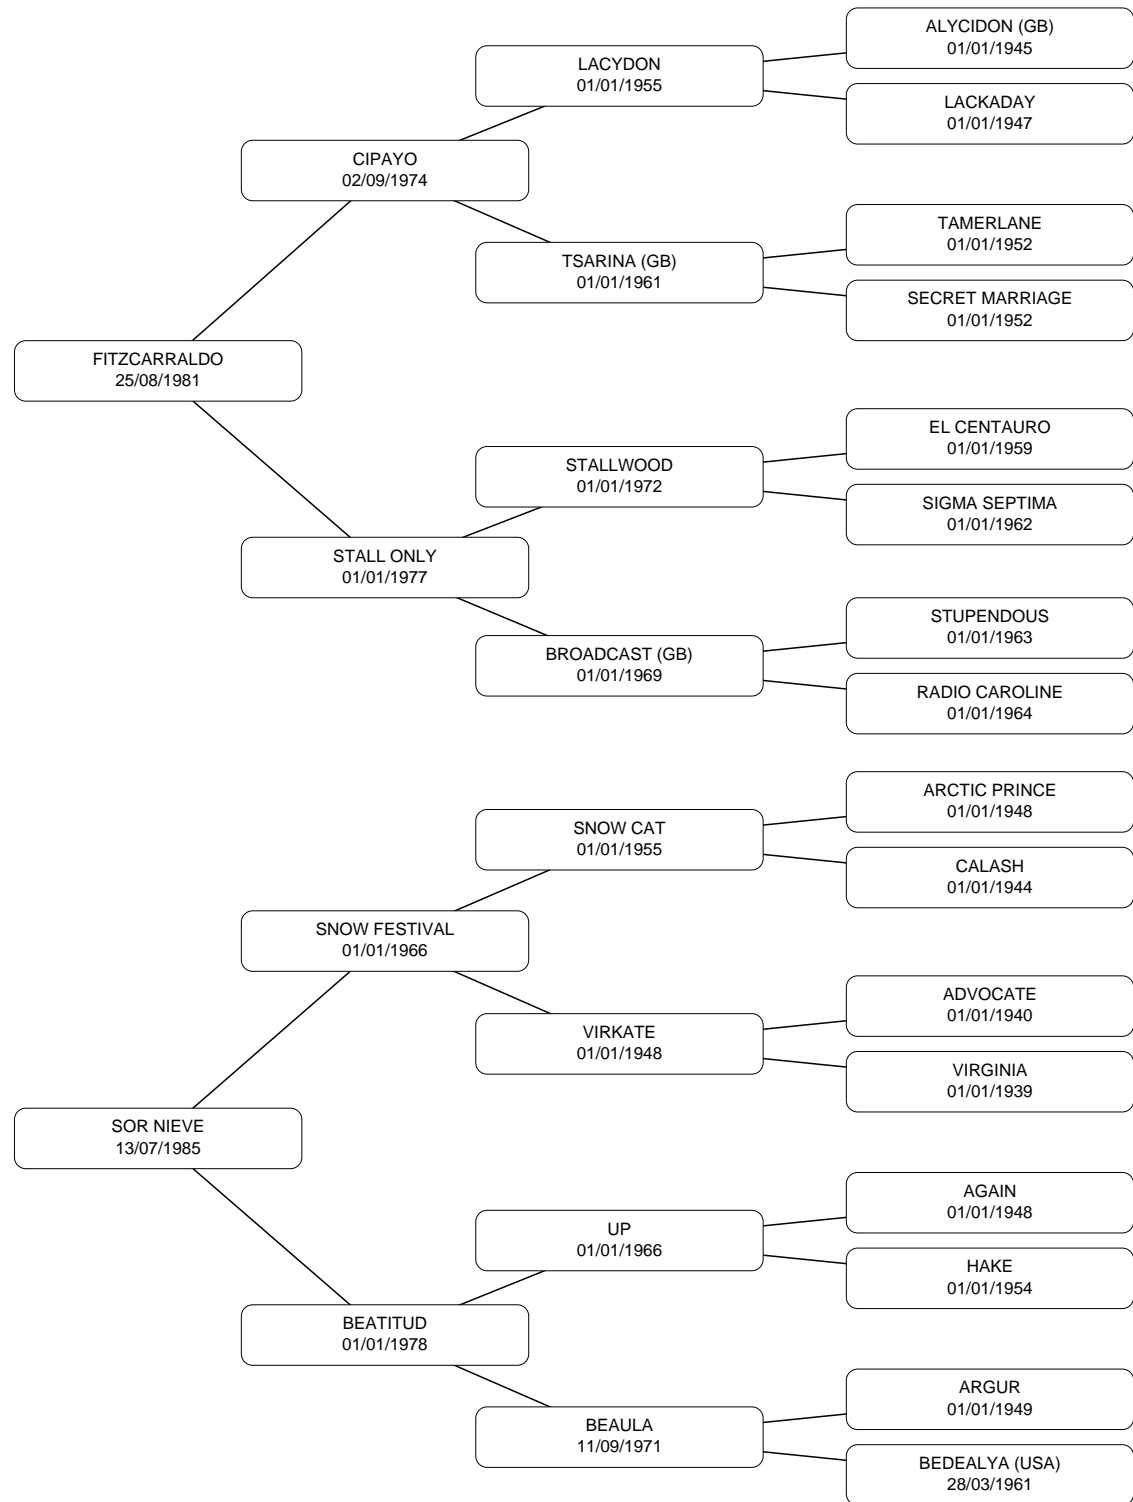 ALYCIDON (GB)
01/01/1945
LACYDON
01/01/1955
LACKADAY
01/01/1947
CIPAYO
02/09/1974
TAMERLANE
01/01/1952
TSARINA (GB)
01/01/1961
SECRET MARRIAGE
01/01/1952
FITZCARRALDO
25/08/1981
EL CENTAURO
01/01/1959
STALLWOOD
01/01/1972
SIGMA SEPTIMA
01/01/1962
STALL ONLY
01/01/1977
STUPENDOUS
01/01/1963
BROADCAST (GB)
01/01/1969
RADIO CAROLINE
01/01/1964
ARCTIC PRINCE
01/01/1948
SNOW CAT
01/01/1955
CALASH
01/01/1944
SNOW FESTIVAL
01/01/1966
ADVOCATE
01/01/1940
VIRKATE
01/01/1948
VIRGINIA
01/01/1939
SOR NIEVE
13/07/1985
AGAIN
01/01/1948
UP
01/01/1966
HAKE
01/01/1954
BEATITUD
01/01/1978
ARGUR
01/01/1949
BEAULA
11/09/1971
BEDEALYA (USA)
28/03/1961